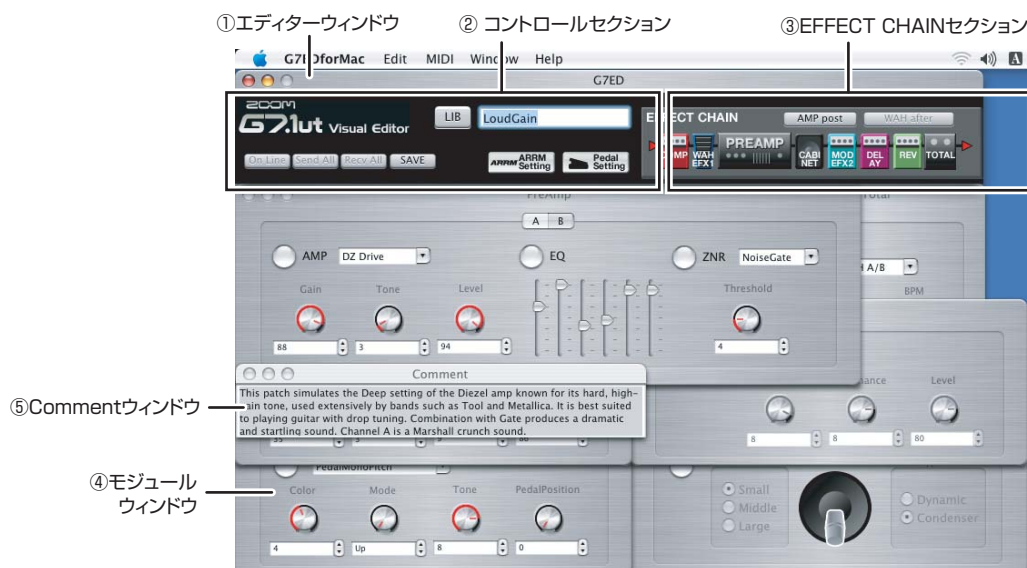 ①エディターウィンドウ
② コントロールセクション
③EFFECT CHAINセクション
G7EDforMac Edit MIDI Window Help
G7ED
ZOOM
G7.1ut Visual Editor
LIB
LoudGain
On Line
Send All
Recv All
SAVE
ARRM
ARRM Setting
Pedal Setting
EFFECT CHAIN
AMP post
WAH after
COMP
WAH EFX1
PREAMP
CABI NET
MOD EFX2
DEL AY
REV
TOTAL
PreAmp
Total
A B
AMP DZ Drive
EQ
ZNR NoiseGate
A/B
BPM
Gain Tone Level
Threshold
88 3 94
4
Level
8 8 80
⑤Commentウィンドウ
Comment
This patch simulates the Deep setting of the Diezel amp known for its hard, high-
gain tone, used extensively by bands such as Tool and Metallica. It is best suited
to playing guitar with drop tuning. Combination with Gate produces a dramatic
and startling sound. Channel A is a Marshall crunch sound.
④モジュール
ウィンドウ
PedalMonoPitch
Color Mode Tone PedalPosition
4 Up 8 0
Small
Middle
Large
Dynamic
Condenser